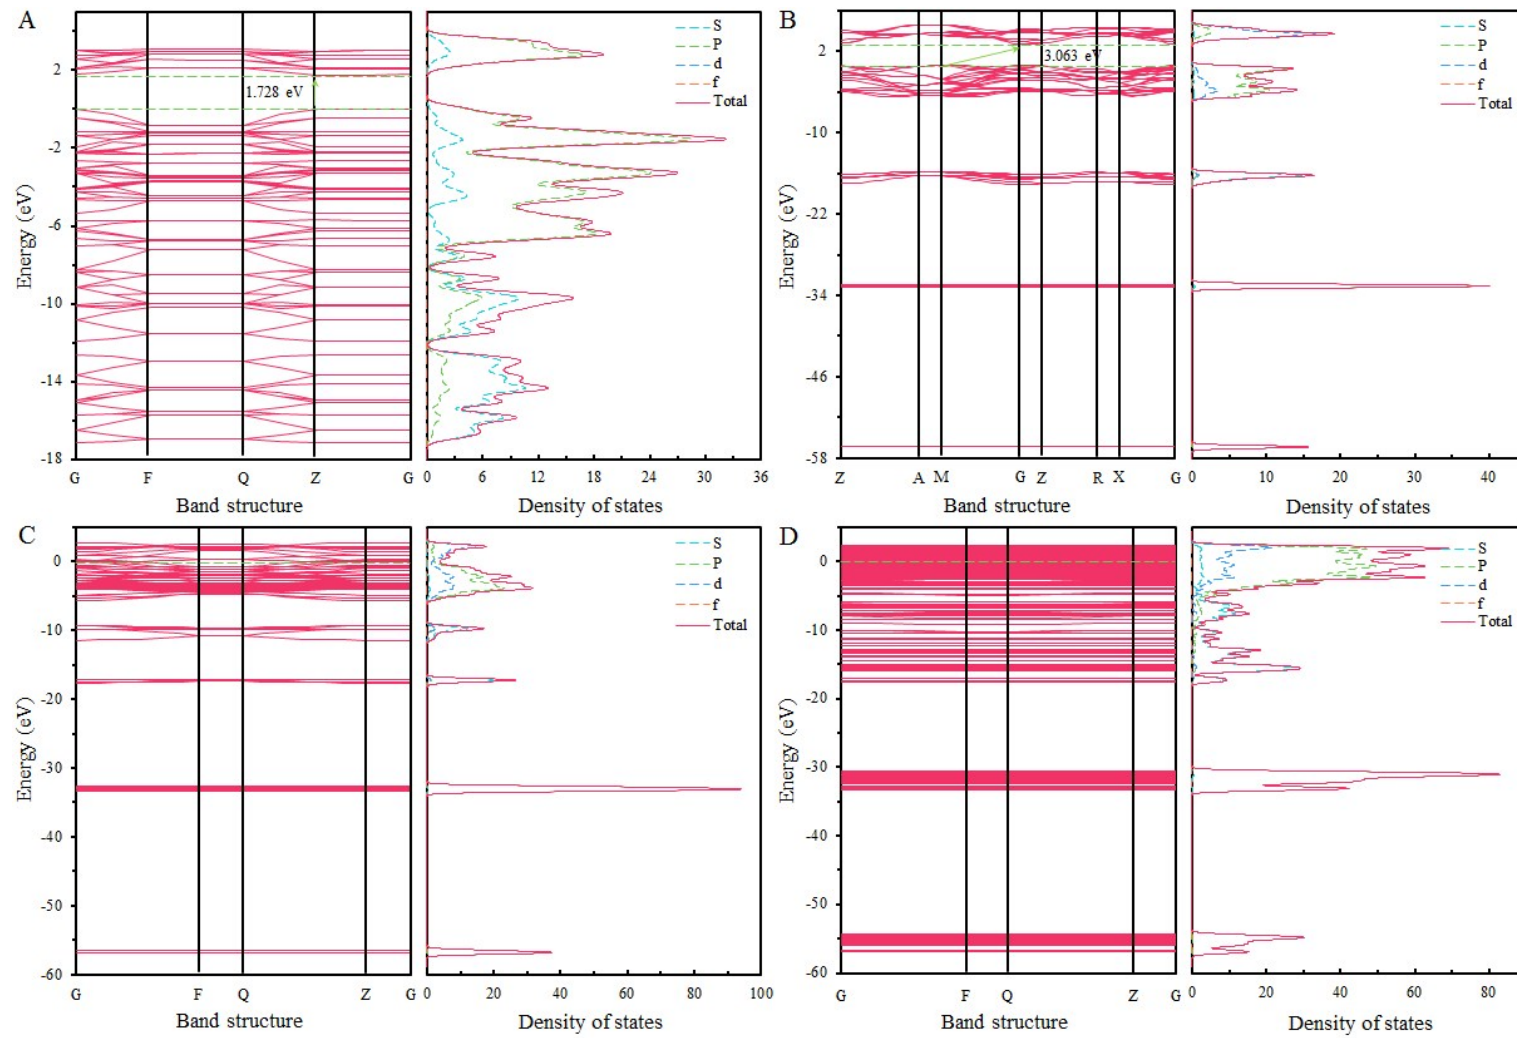 A
Energy (eV)
2
-2
-6
-10
-14
-18
1.728 eV
G F Q Z G
Band structure
S
P
d
f
Total
0 6 12 18 24 30 36
Density of states
B
Energy (eV)
2
-10
-22
-34
-46
-58
3.063 eV
Z A M G Z R X G
Band structure
S
P
d
f
Total
0 10 20 30 40
Density of states
C
Energy (eV)
0
-10
-20
-30
-40
-50
-60
G F Q Z G
Band structure
S
P
d
f
Total
0 20 40 60 80 100
Density of states
D
Energy (eV)
0
-10
-20
-30
-40
-50
-60
G F Q Z G
Band structure
S
P
d
f
Total
0 20 40 60 80
Density of states